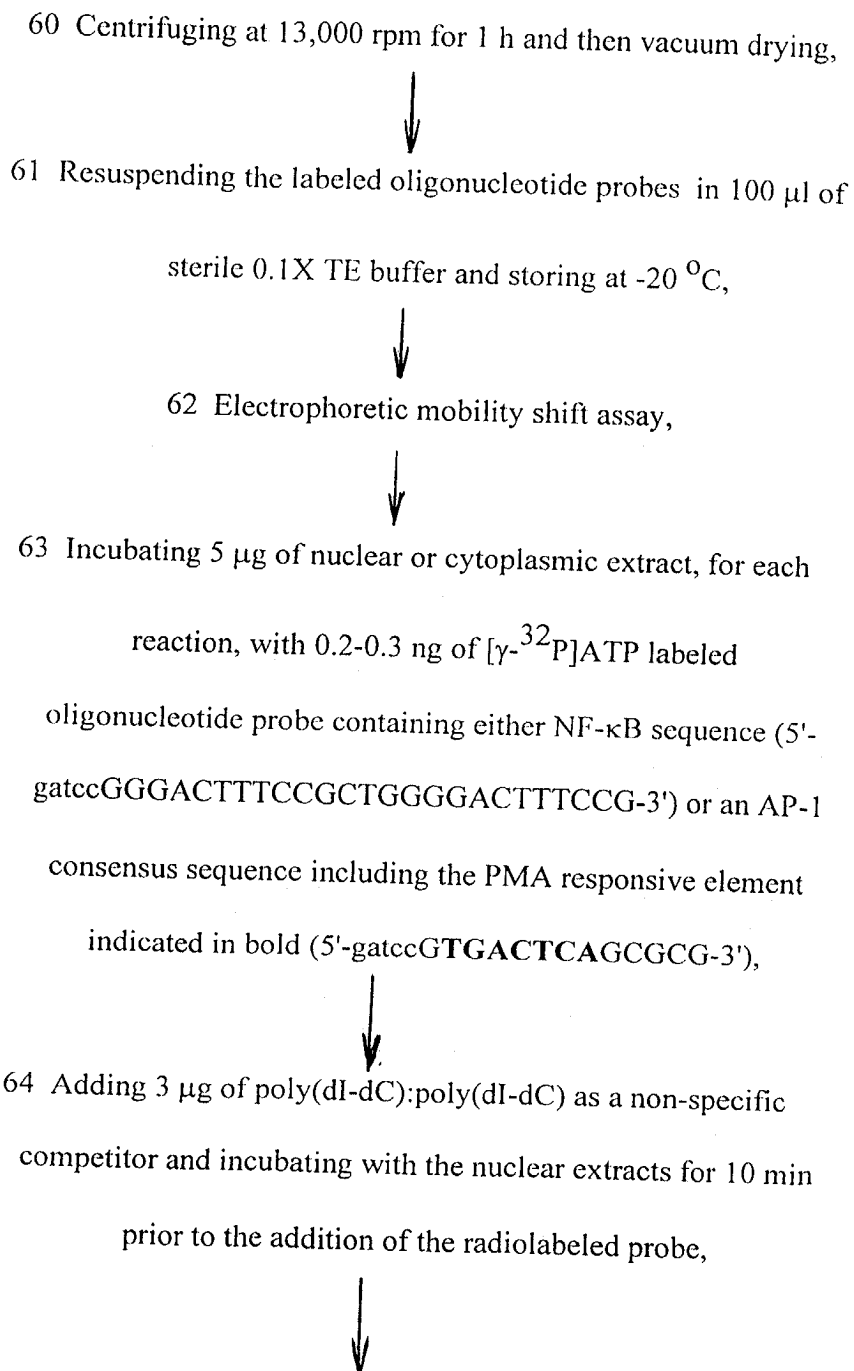 60 Centrifuging at 13,000 rpm for 1 h and then vacuum drying,
61 Resuspending the labeled oligonucleotide probes in 100 µl of
sterile 0.1X TE buffer and storing at -20 °C,
62 Electrophoretic mobility shift assay,
63 Incubating 5 µg of nuclear or cytoplasmic extract, for each
reaction, with 0.2-0.3 ng of [γ-³²P]ATP labeled
oligonucleotide probe containing either NF-κB sequence (5'-
gatccGGGACTTTCCGCTGGGGACTTTCCG-3') or an AP-1
consensus sequence including the PMA responsive element
indicated in bold (5'-gatccGTGACTCAGCGCG-3'),
64 Adding 3 µg of poly(dI-dC):poly(dI-dC) as a non-specific
competitor and incubating with the nuclear extracts for 10 min
prior to the addition of the radiolabeled probe,